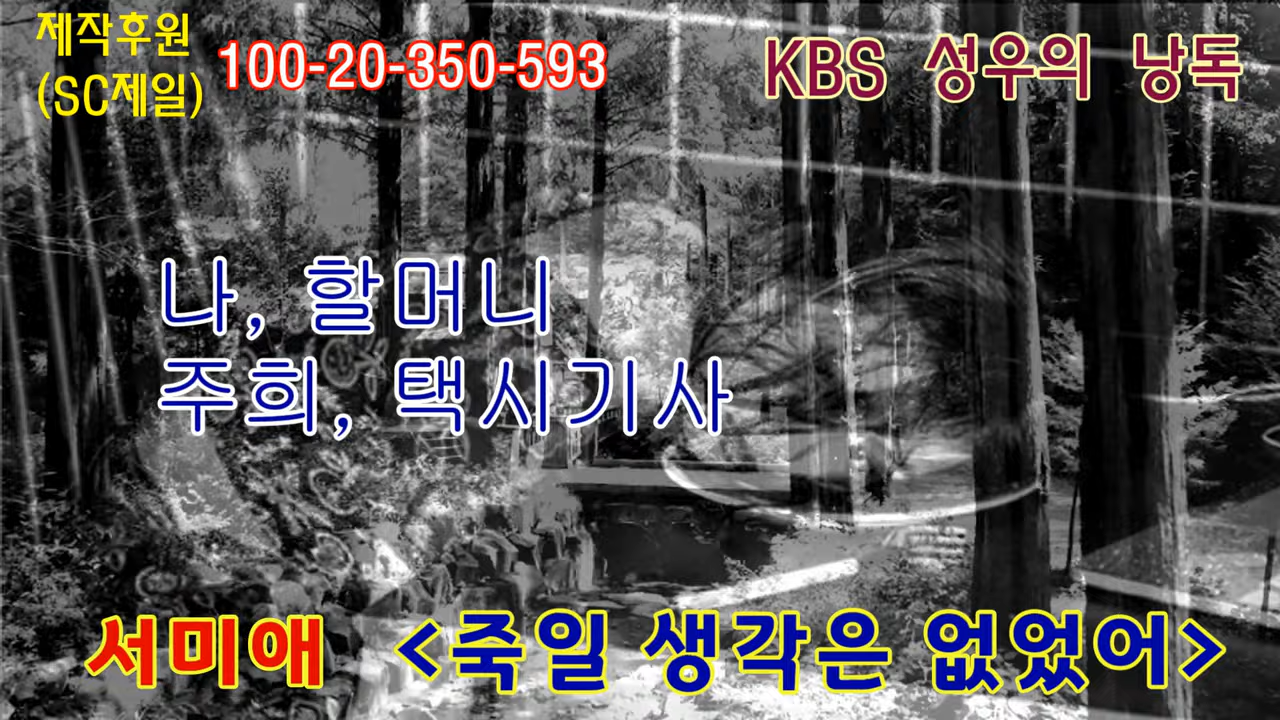 제작후원
(SC제일)
100-20-350-593
KBS 성우의 낭독
나, 할머니
주희, 택시기사
서미애 <죽일 생각은 없었어>